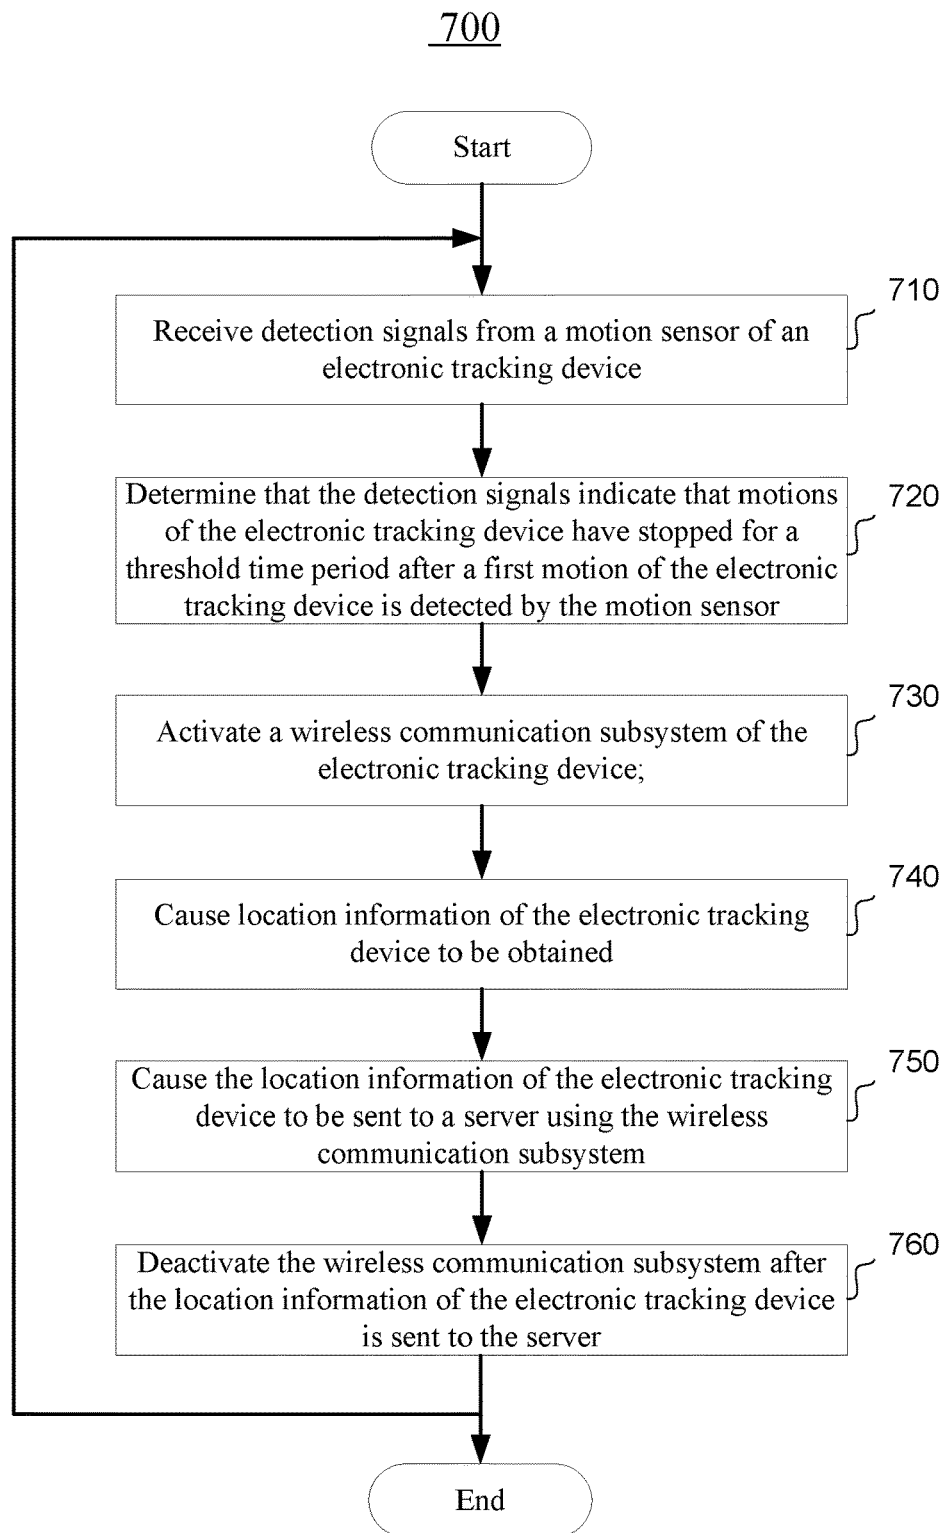 700
Start
710
Receive detection signals from a motion sensor of an
electronic tracking device
720
Determine that the detection signals indicate that motions
of the electronic tracking device have stopped for a
threshold time period after a first motion of the electronic
tracking device is detected by the motion sensor
730
Activate a wireless communication subsystem of the
electronic tracking device;
740
Cause location information of the electronic tracking
device to be obtained
750
Cause the location information of the electronic tracking
device to be sent to a server using the wireless
communication subsystem
760
Deactivate the wireless communication subsystem after
the location information of the electronic tracking device
is sent to the server
End